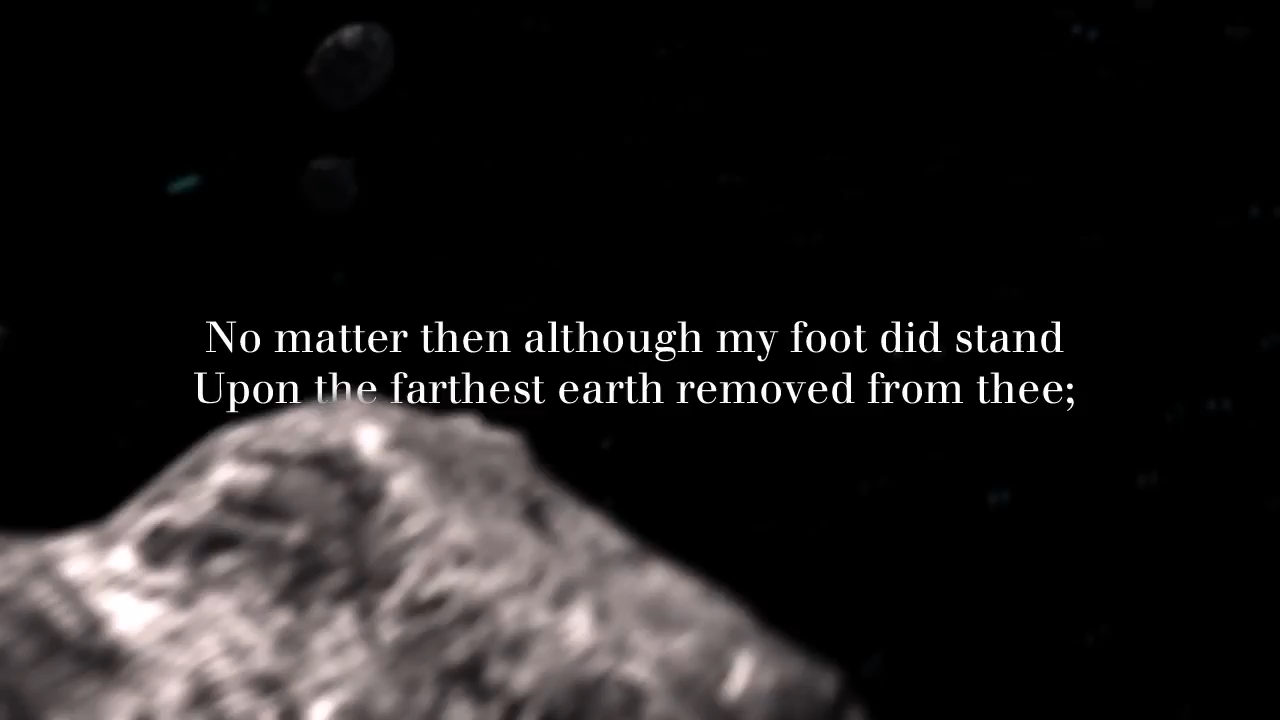 No matter then although my foot did stand
Upon the farthest earth removed from thee;